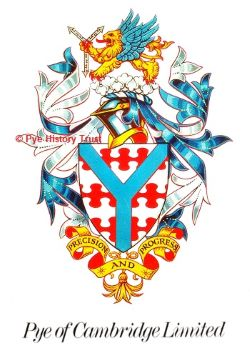 © Pye History Trust
PRECISION AND PROGRESS
Pye of Cambridge Limited